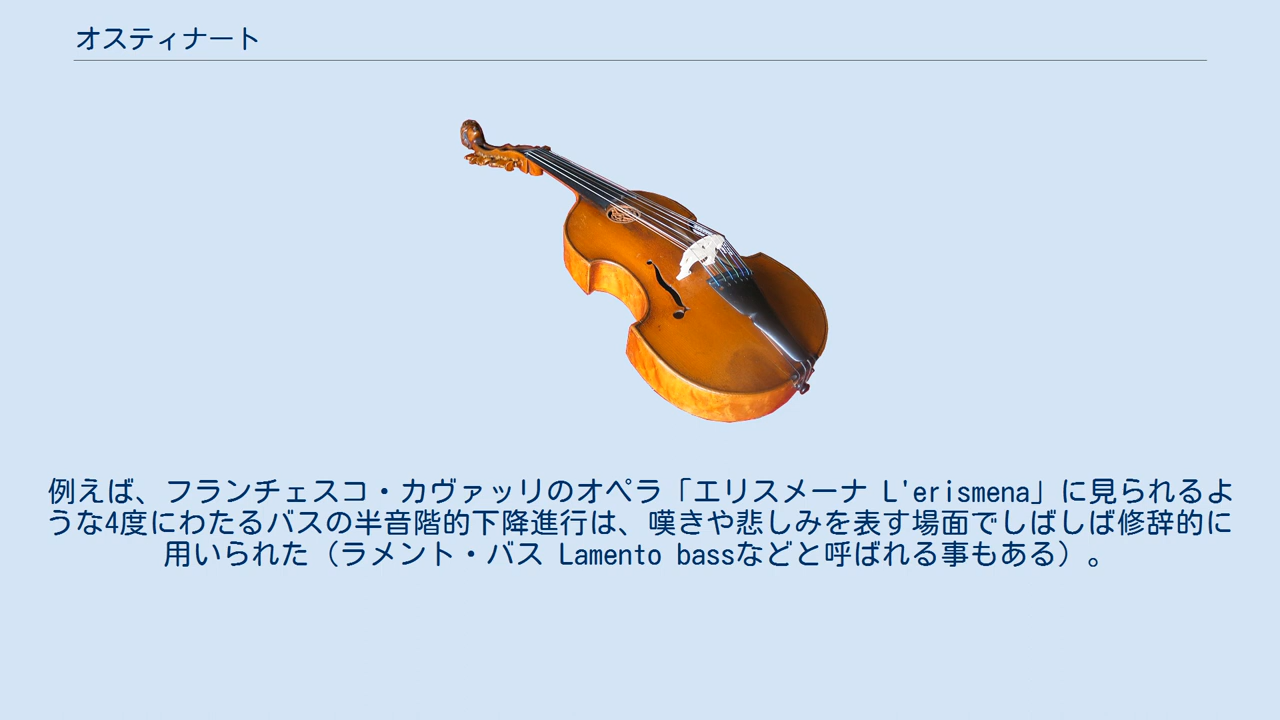 オスティナート
例えば、フランチェスコ・カヴァッリのオペラ「エリスメーナ L'erismena」に見られるよ
うな4度にわたるバスの半音階的下降進行は、嘆きや悲しみを表す場面でしばしば修辞的に
用いられた（ラメント・バス Lamento bassなどと呼ばれる事もある）。